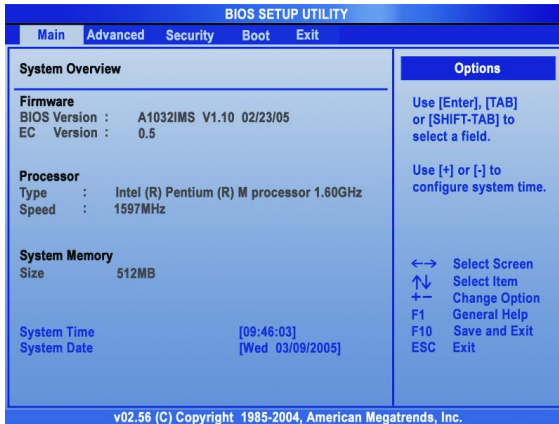 BIOS SETUP UTILITY
Main Advanced Security Boot Exit
System Overview
Firmware
BIOS Version : A1032IMS V1.10 02/23/05
EC Version : 0.5
Processor
Type : Intel (R) Pentium (R) M processor 1.60GHz
Speed : 1597MHz
System Memory
Size 512MB
System Time [09:46:03]
System Date [Wed 03/09/2005]
Options
Use [Enter], [TAB]
or [SHIFT-TAB] to
select a field.
Use [+] or [-] to
configure system time.
←→ Select Screen
↑↓ Select Item
+− Change Option
F1 General Help
F10 Save and Exit
ESC Exit
v02.56 (C) Copyright 1985-2004, American Megatrends, Inc.